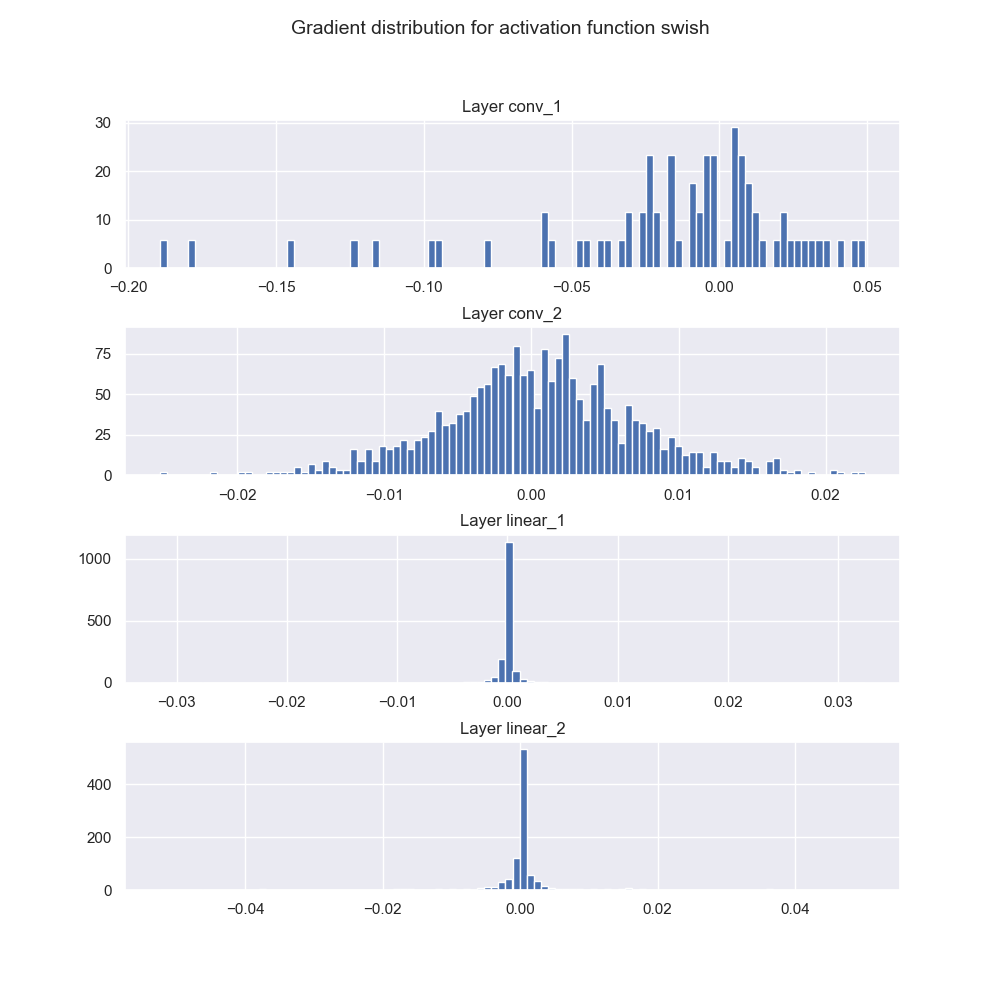 Gradient distribution for activation function swish
Layer conv_1
30
20
10
0
−0.20 −0.15 −0.10 −0.05 0.00 0.05
Layer conv_2
75
50
25
0
−0.02 −0.01 0.00 0.01 0.02
Layer linear_1
1000
500
0
−0.03 −0.02 −0.01 0.00 0.01 0.02 0.03
Layer linear_2
400
200
0
−0.04 −0.02 0.00 0.02 0.04